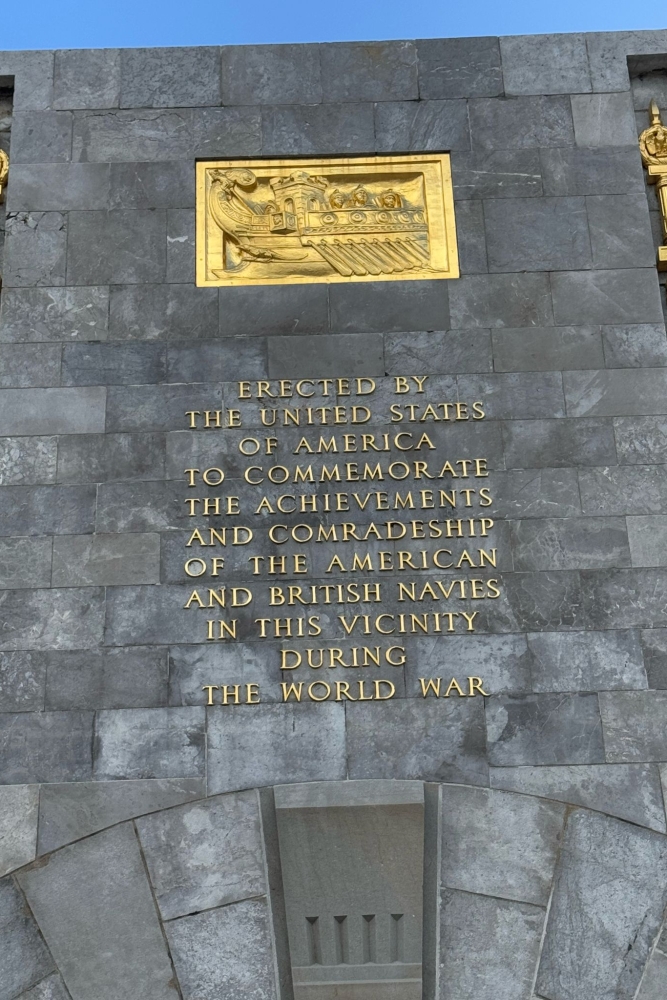 ERECTED BY
THE UNITED STATES
OF AMERICA
TO COMMEMORATE
THE ACHIEVEMENTS
AND COMRADESHIP
OF THE AMERICAN
AND BRITISH NAVIES
IN THIS VICINITY
DURING
THE WORLD WAR